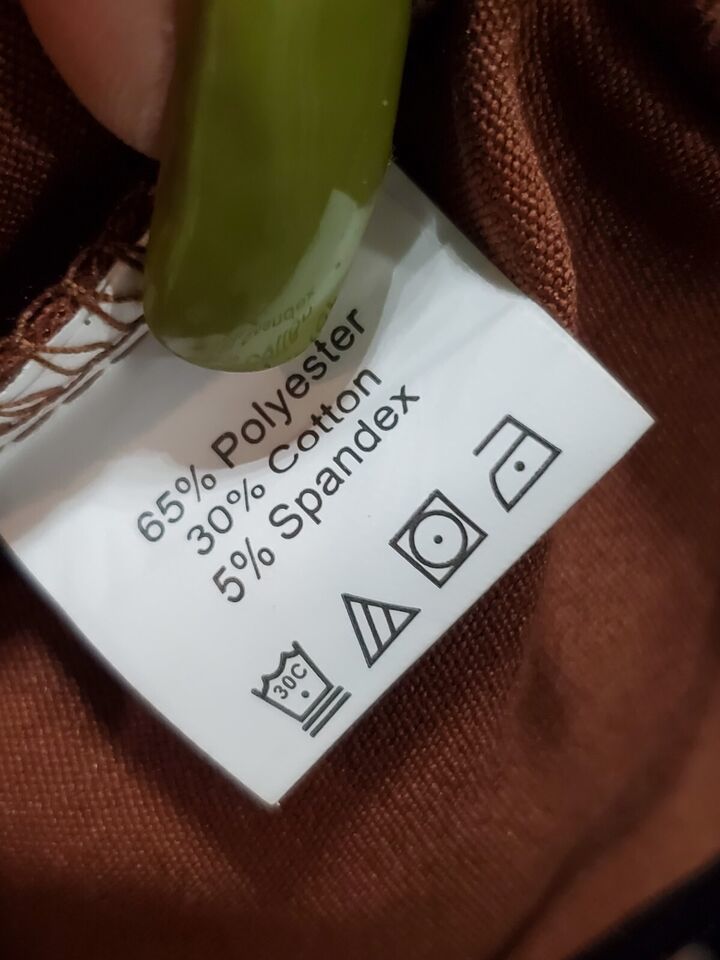 65% Polyester
30% Cotton
5% Spandex
30C